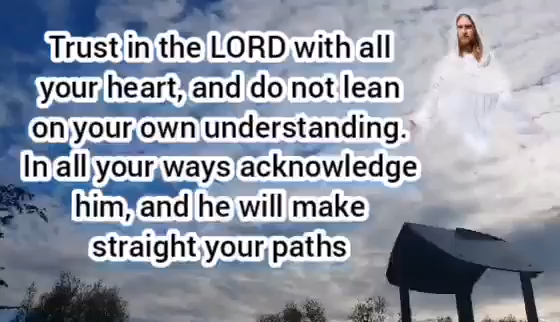 Trust in the LORD with all
your heart, and do not lean
on your own understanding.
In all your ways acknowledge
him, and he will make
straight your paths